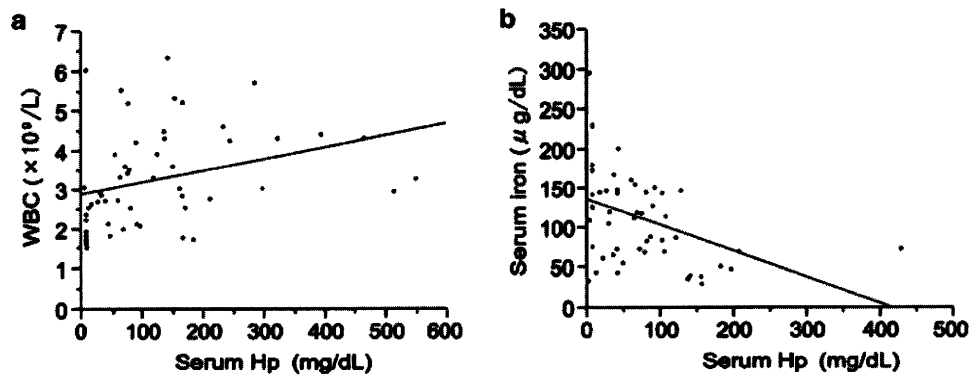 a
WBC (×10⁹/L)
7
6
5
4
3
2
1
0
0 100 200 300 400 500 600
Serum Hp (mg/dL)
b
Serum iron (μg/dL)
350
300
250
200
150
100
50
0
0 100 200 300 400 500
Serum Hp (mg/dL)